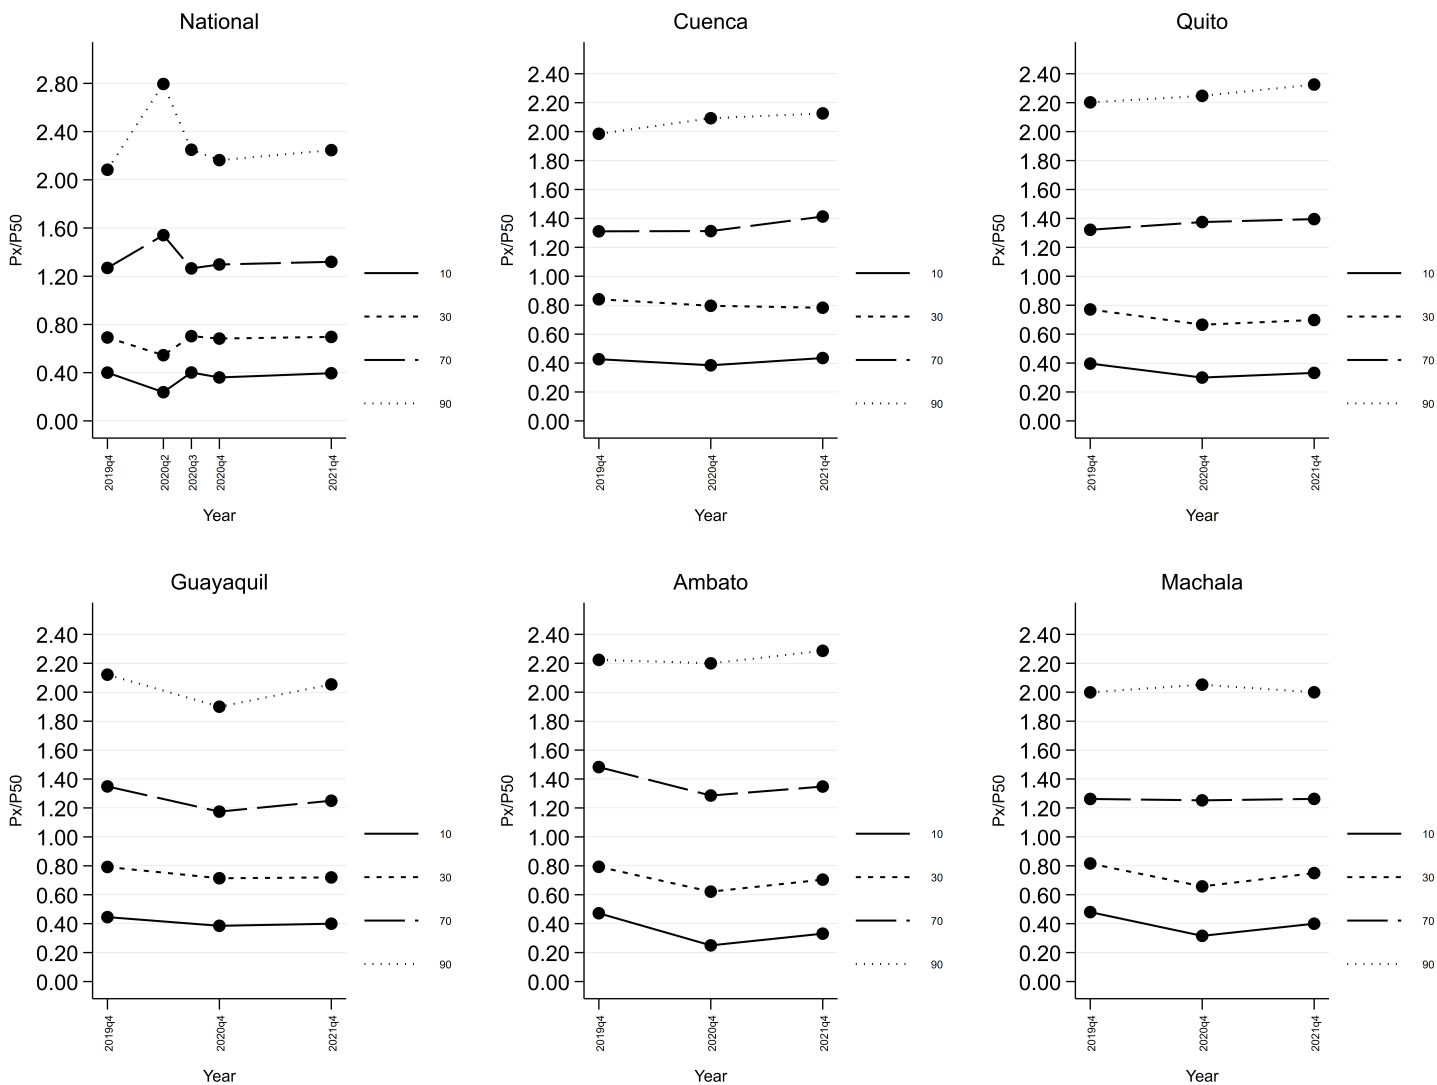 National
Px/P50
2.80
2.40
2.00
1.60
1.20
0.80
0.40
0.00
2019q4
2020q2
2020q3
2020q4
2021q4
Year
10
30
70
90
Cuenca
Px/P50
2.40
2.20
2.00
1.80
1.60
1.40
1.20
1.00
0.80
0.60
0.40
0.20
0.00
2019q4
2020q4
2021q4
Year
10
30
70
90
Quito
Px/P50
2.40
2.20
2.00
1.80
1.60
1.40
1.20
1.00
0.80
0.60
0.40
0.20
0.00
2019q4
2020q4
2021q4
Year
10
30
70
90
Guayaquil
Px/P50
2.40
2.20
2.00
1.80
1.60
1.40
1.20
1.00
0.80
0.60
0.40
0.20
0.00
2019q4
2020q4
2021q4
Year
10
30
70
90
Ambato
Px/P50
2.40
2.20
2.00
1.80
1.60
1.40
1.20
1.00
0.80
0.60
0.40
0.20
0.00
2019q4
2020q4
2021q4
Year
10
30
70
90
Machala
Px/P50
2.40
2.20
2.00
1.80
1.60
1.40
1.20
1.00
0.80
0.60
0.40
0.20
0.00
2019q4
2020q4
2021q4
Year
10
30
70
90